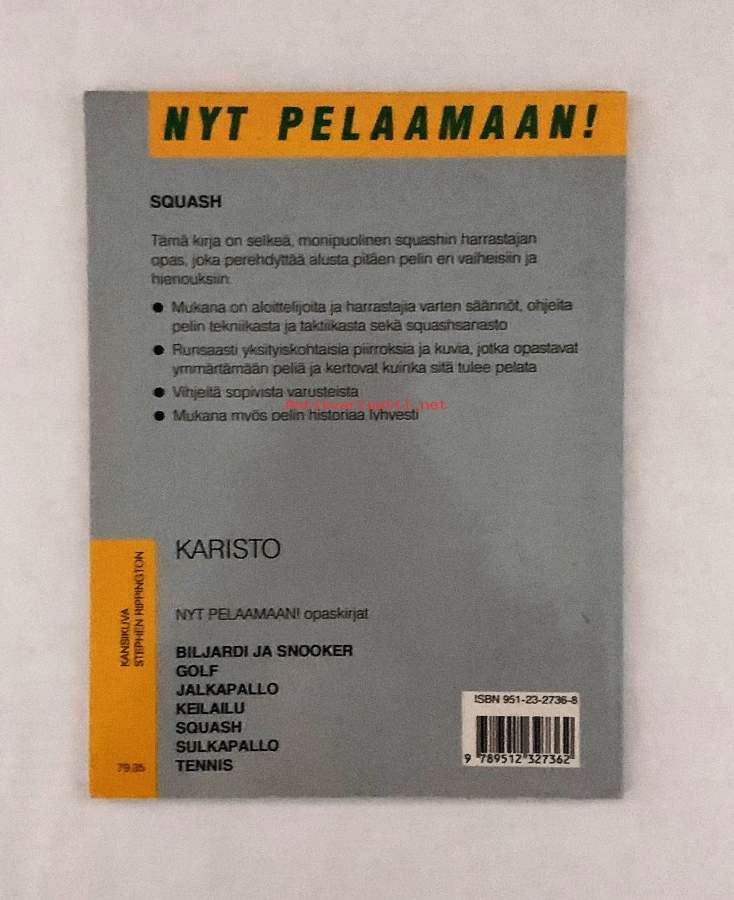 NYT PELAAMAAN!
SQUASH
Tämä kirja on selkeä, monipuolinen squashin harrastajan
opas, joka perehdyttää alusta pitäen pelin eri vaiheisiin ja
hienouksiin.
● Mukana on aloittelijoita ja harrastajia varten säännöt, ohjeita
pelin tekniikasta ja taktiikasta sekä squashsanasto
● Runsaasti yksityiskohtaisia piirroksia ja kuvia, jotka opastavat
ymmärtämään peliä ja kertovat kuinka sitä tulee pelata
● Vihjeitä sopivista varusteista
Antikvariaatti.net
● Mukana myös pelin historiaa lyhyesti
KARISTO
KANSIKUVA
STEPHEN RIPPINGTON
NYT PELAAMAAN! opaskirjat
BILJARDI JA SNOOKER
GOLF
JALKAPALLO
KEILAILU
SQUASH
SULKAPALLO
TENNIS
79.35
ISBN 951-23-2736-8
9 789512 327362